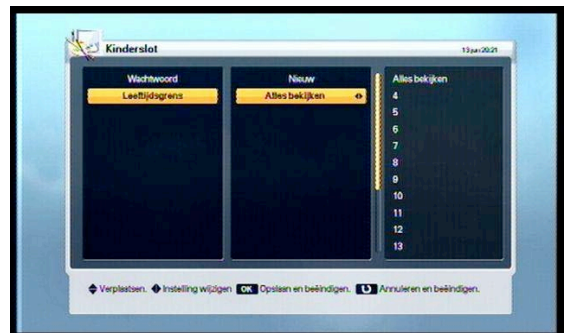 Kinderslot
13 jun 20:21
Wachtwoord
Nieuw
Alles bekijken
Leeftijdsgrens
Alles bekijken
4
5
6
7
8
9
10
11
12
13
Verplaatsen. Instelling wijzigen OK Opslaan en beëindigen. Annuleren en beëindigen.